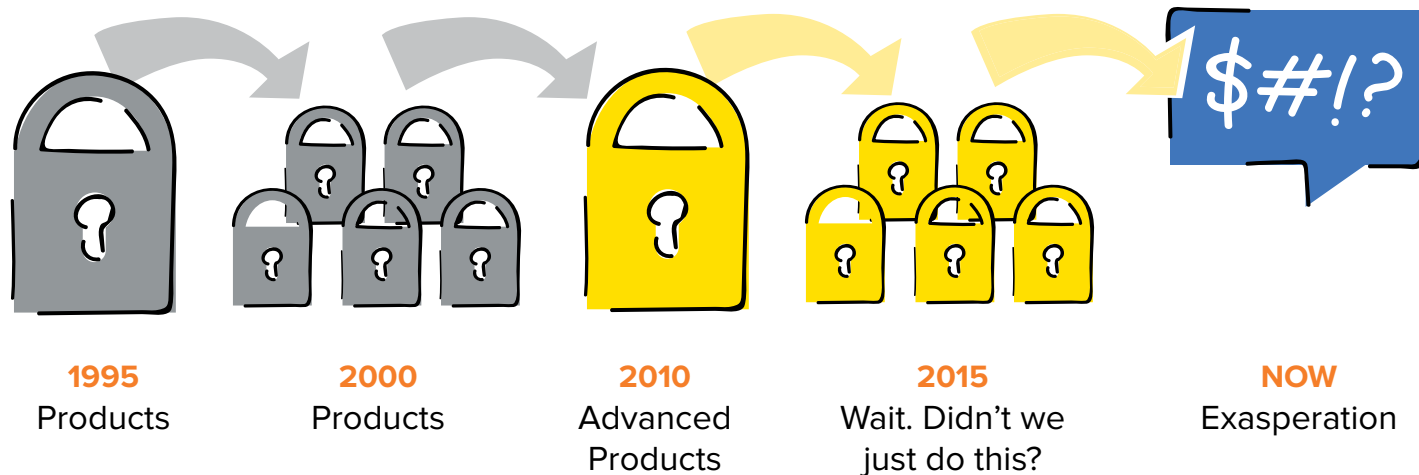 $#!?
1995
Products
2000
Products
2010
Advanced
Products
2015
Wait. Didn’t we
just do this?
NOW
Exasperation